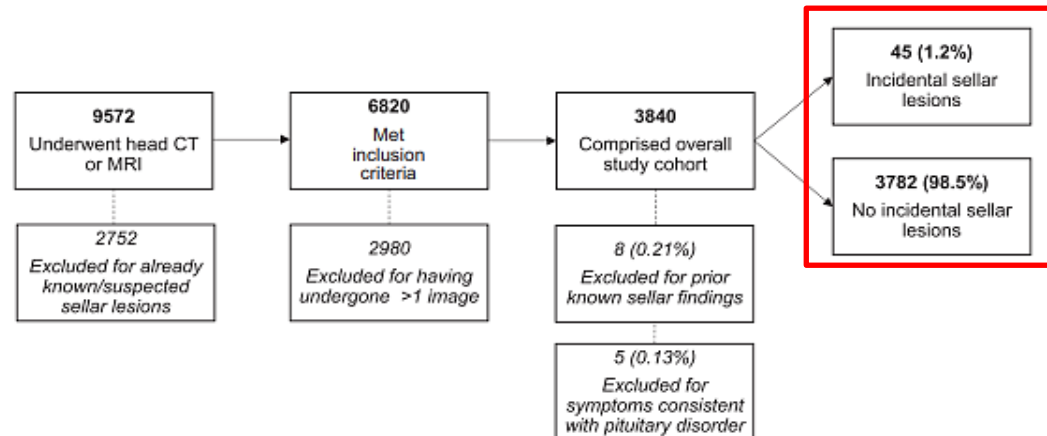 9572
Underwent head CT
or MRI
2752
Excluded for already
known/suspected
sellar lesions
6820
Met
inclusion
criteria
2980
Excluded for having
undergone >1 image
3840
Comprised overall
study cohort
8 (0.21%)
Excluded for prior
known sellar findings
5 (0.13%)
Excluded for
symptoms consistent
with pituitary disorder
45 (1.2%)
Incidental sellar
lesions
3782 (98.5%)
No incidental sellar
lesions